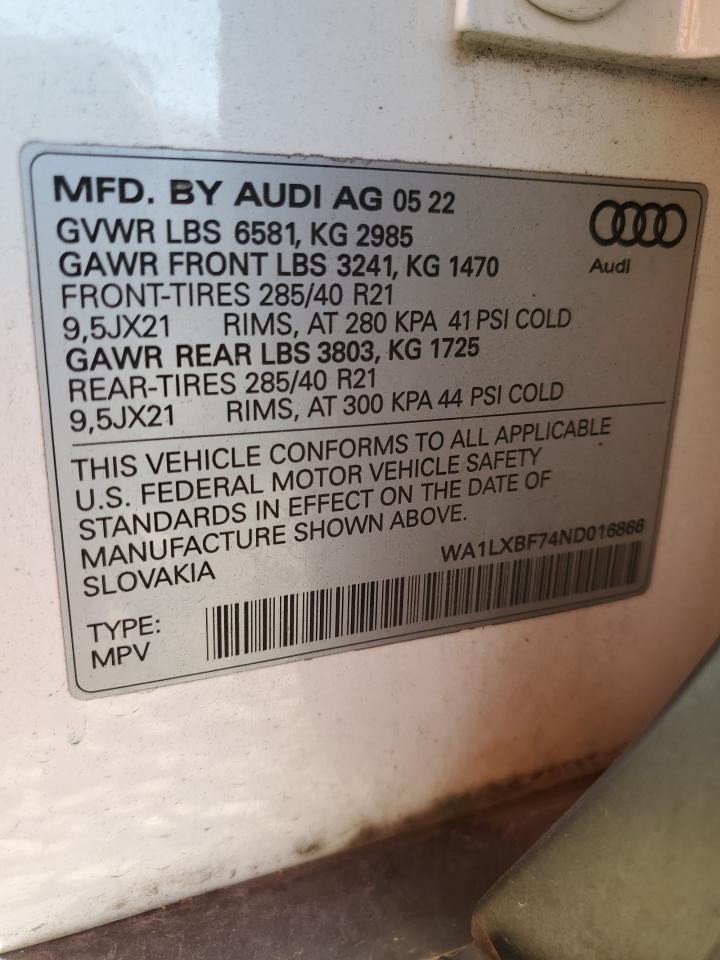 MFD. BY AUDI AG 05 22
GVWR LBS 6581, KG 2985
GAWR FRONT LBS 3241, KG 1470
Audi
FRONT-TIRES 285/40 R21
9,5JX21 RIMS, AT 280 KPA 41 PSI COLD
GAWR REAR LBS 3803, KG 1725
REAR-TIRES 285/40 R21
9,5JX21 RIMS, AT 300 KPA 44 PSI COLD
THIS VEHICLE CONFORMS TO ALL APPLICABLE
U.S. FEDERAL MOTOR VEHICLE SAFETY
STANDARDS IN EFFECT ON THE DATE OF
MANUFACTURE SHOWN ABOVE.
SLOVAKIA
WA1LXBF74ND016866
TYPE:
MPV